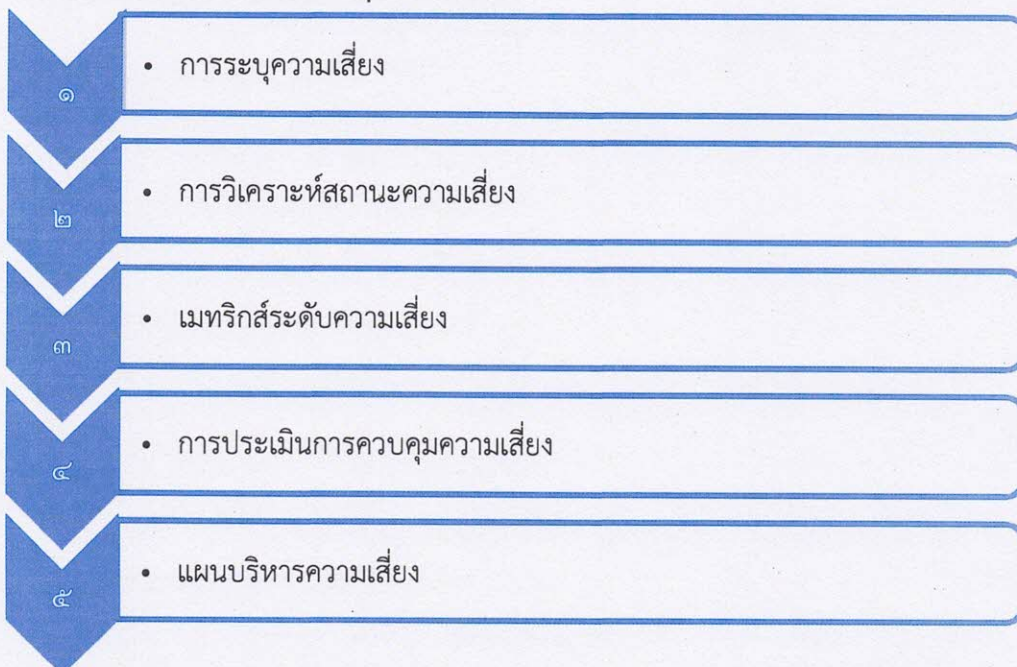 ๑
• การระบุความเสี่ยง
๒
• การวิเคราะห์สถานะความเสี่ยง
๓
• เมทริกส์ระดับความเสี่ยง
๔
• การประเมินการควบคุมความเสี่ยง
๕
• แผนบริหารความเสี่ยง